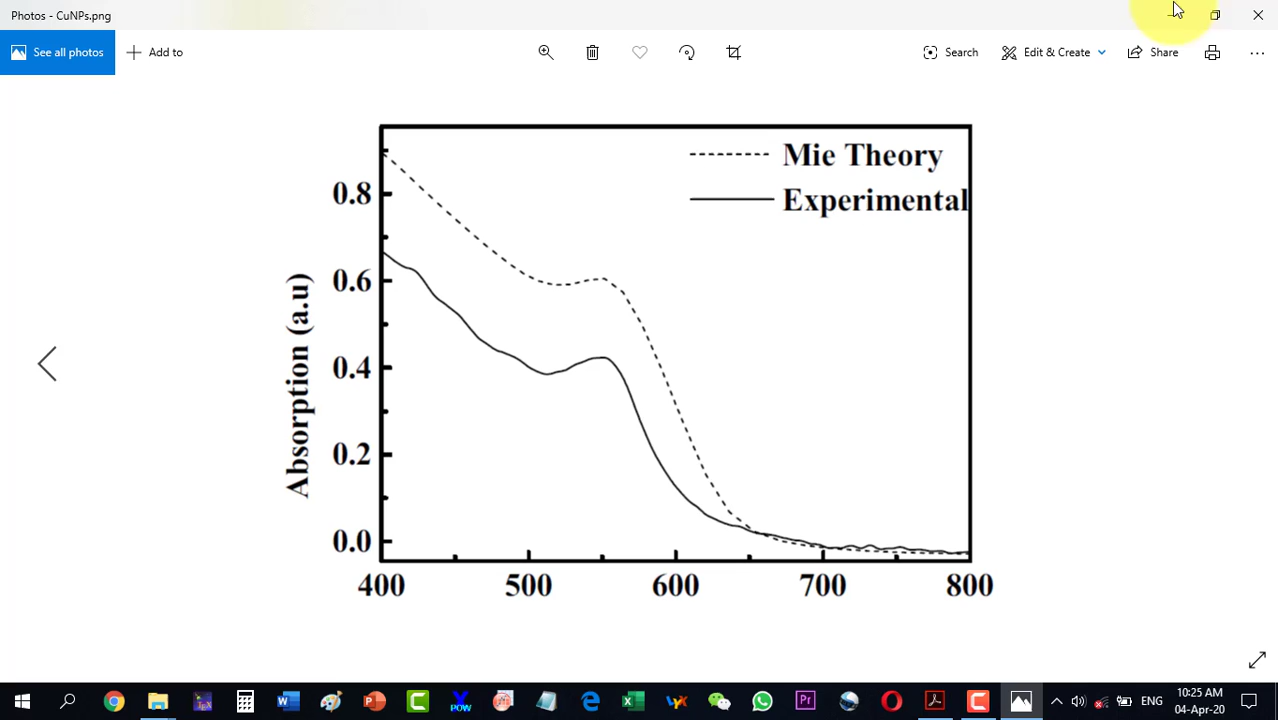 Photos - CuNPs.png
See all photos
Add to
Search
Edit & Create
Share
Mie Theory
Experimental
0.8
0.6
0.4
0.2
0.0
Absorption (a.u)
400 500 600 700 800
ENG
10:25 AM
04-Apr-20